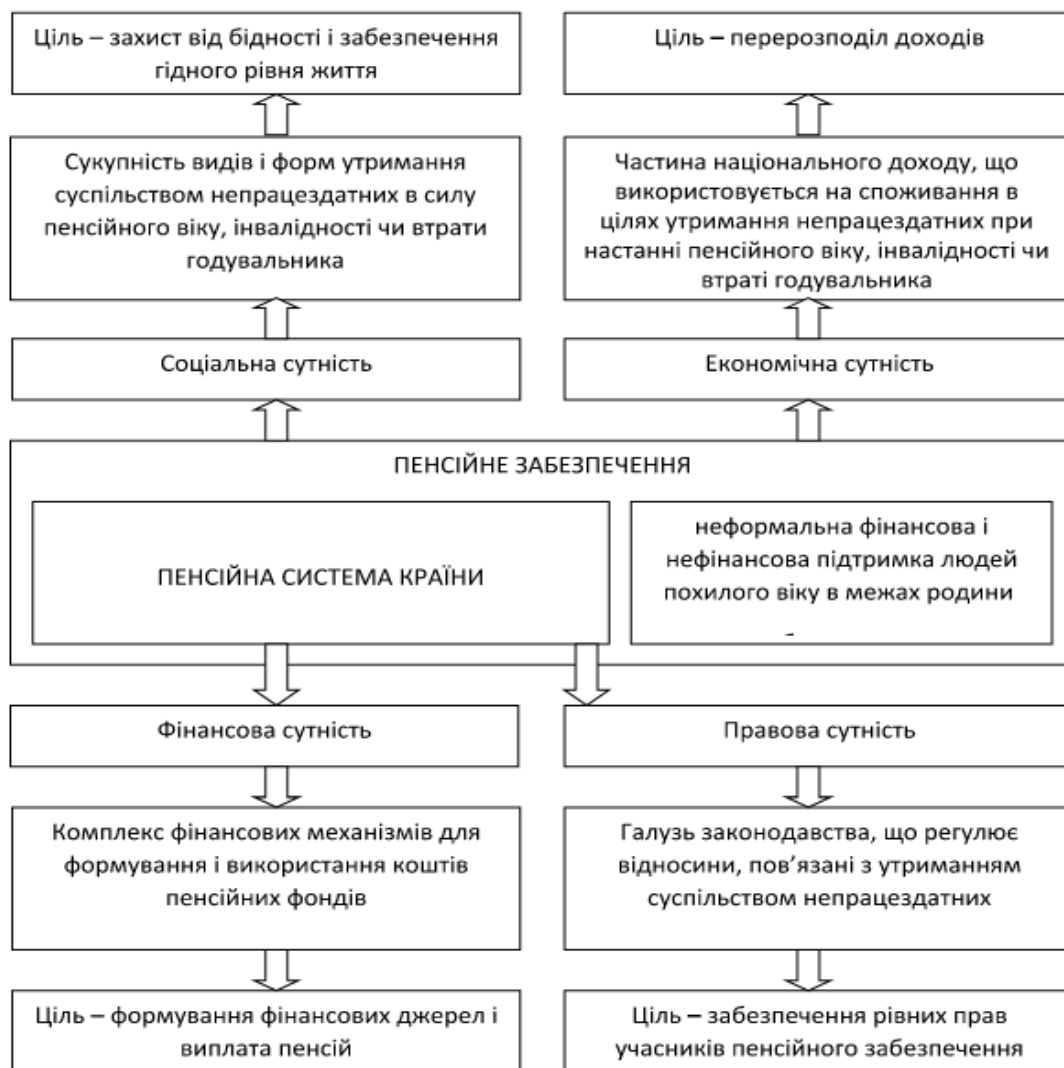 Ціль – захист від бідності і забезпечення
гідного рівня життя
Ціль – перерозподіл доходів
Сукупність видів і форм утримання
суспільством непрацездатних в силу
пенсійного віку, інвалідності чи втрати
годувальника
Частина національного доходу, що
використовується на споживання в
цілях утримання непрацездатних при
настанні пенсійного віку, інвалідності чи
втраті годувальника
Соціальна сутність
Економічна сутність
ПЕНСІЙНЕ ЗАБЕЗПЕЧЕННЯ
ПЕНСІЙНА СИСТЕМА КРАЇНИ
неформальна фінансова і
нефінансова підтримка людей
похилого віку в межах родини
Фінансова сутність
Правова сутність
Комплекс фінансових механізмів для
формування і використання коштів
пенсійних фондів
Галузь законодавства, що регулює
відносини, пов’язані з утриманням
суспільством непрацездатних
Ціль – формування фінансових джерел і
виплата пенсій
Ціль – забезпечення рівних прав
учасників пенсійного забезпечення